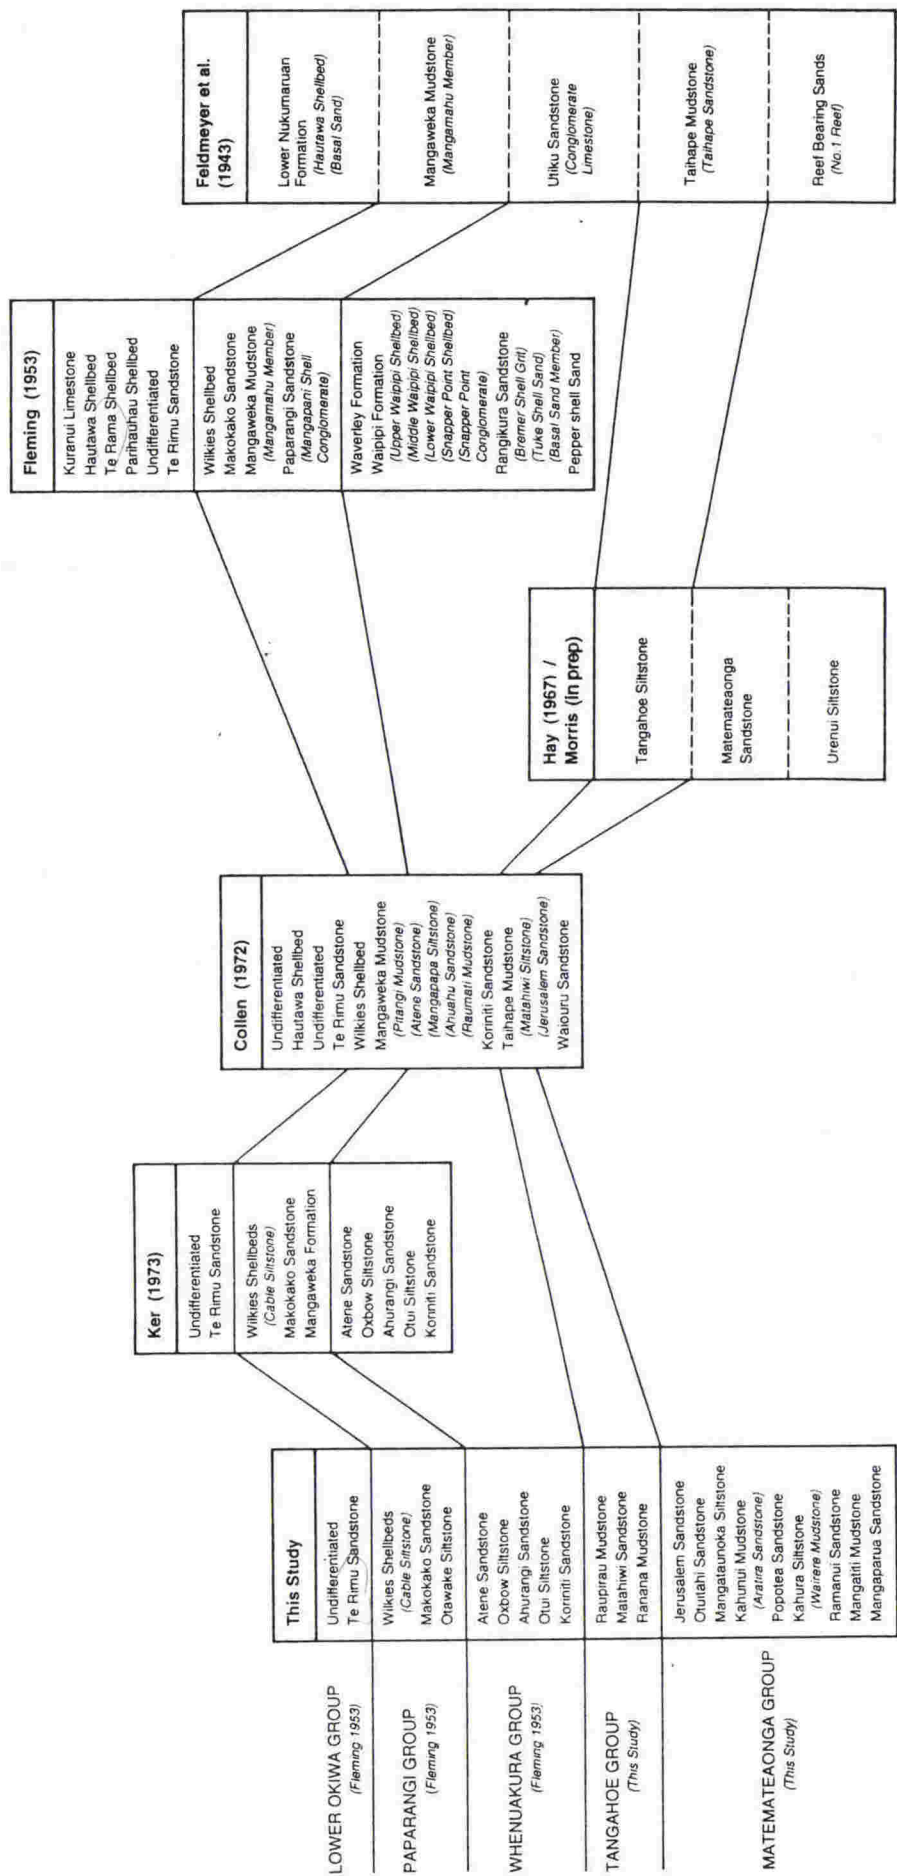 LOWER OKIWA GROUP
(Fleming 1953)
PAPARANGI GROUP
(Fleming 1953)
WHENUAKURA GROUP
(Fleming 1953)
TANGAHOE GROUP
(This Study)
MATEMATEAONGA GROUP
(This Study)
This Study
Undifferentiated
Te Rimu Sandstone
Wilkies Shellbeds
(Cable Siltstone)
Makokako Sandstone
Otawake Siltstone
Atene Sandstone
Oxbow Siltstone
Ahurangi Sandstone
Otui Siltstone
Koriniti Sandstone
Raupirau Mudstone
Matahiwi Sandstone
Ranana Mudstone
Jerusalem Sandstone
Otuitahi Sandstone
Mangataunoka Siltstone
Kahunui Mudstone
(Aratira Sandstone)
Popotea Sandstone
Kahura Siltstone
(Wairere Mudstone)
Ramanui Sandstone
Mangatiti Mudstone
Mangaparua Sandstone
Ker (1973)
Undifferentiated
Te Rimu Sandstone
Wilkies Shellbeds
(Cable Siltstone)
Makokako Sandstone
Mangaweka Formation
Atene Sandstone
Oxbow Siltstone
Ahurangi Sandstone
Otui Siltstone
Koriniti Sandstone
Collen (1972)
Undifferentiated
Hautawa Shellbed
Undifferentiated
Te Rimu Sandstone
Wilkies Shellbed
Mangaweka Mudstone
(Pitangi Mudstone)
(Atene Sandstone)
(Mangapapa Siltstone)
(Ahuahu Sandstone)
(Raumati Mudstone)
Koriniti Sandstone
Taihape Mudstone
(Matahiwi Siltstone)
(Jerusalem Sandstone)
Waiouru Sandstone
Fleming (1953)
Kuranui Limestone
Hautawa Shellbed
Te Rama Shellbed
Parihauhau Shellbed
Undifferentiated
Te Rimu Sandstone
Wilkies Shellbed
Makokako Sandstone
Mangaweka Mudstone
(Mangamahu Member)
Paparangi Sandstone
(Mangapani Shell
Conglomerate)
Waverley Formation
Waipipi Formation
(Upper Waipipi Shellbed)
(Middle Waipipi Shellbed)
(Lower Waipipi Shellbed)
(Snapper Point Shellbed)
(Snapper Point
Conglomerate)
Rangikura Sandstone
(Bremer Shell Grit)
(Tuke Shell Sand)
(Basal Sand Member)
Pepper shell Sand
Hay (1967) /
Morris (in prep)
Tangahoe Siltstone
Matemateaonga
Sandstone
Urenui Siltstone
Feldmeyer et al.
(1943)
Lower Nukumaruan
Formation
(Hautawa Shellbed)
(Basal Sand)
Mangaweka Mudstone
(Mangamahu Member)
Utiku Sandstone
(Conglomerate
Limestone)
Taihape Mudstone
(Taihape Sandstone)
Reef Bearing Sands
(No.1 Reef)